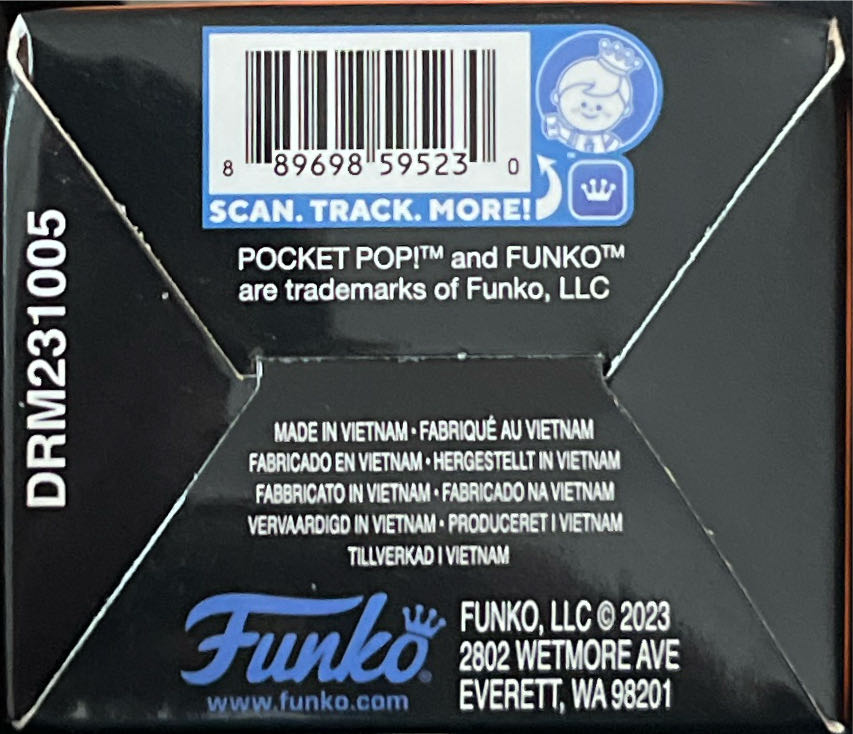 8 89698 59523 0
SCAN. TRACK. MORE!
POCKET POP!™ and FUNKO™
are trademarks of Funko, LLC
DRM231005
MADE IN VIETNAM • FABRIQUÉ AU VIETNAM
FABRICADO EN VIETNAM • HERGESTELLT IN VIETNAM
FABBRICATO IN VIETNAM • FABRICADO NA VIETNAM
VERVAARDIGD IN VIETNAM • PRODUCERET I VIETNAM
TILLVERKAD I VIETNAM
Funko®
www.funko.com
FUNKO, LLC © 2023
2802 WETMORE AVE
EVERETT, WA 98201